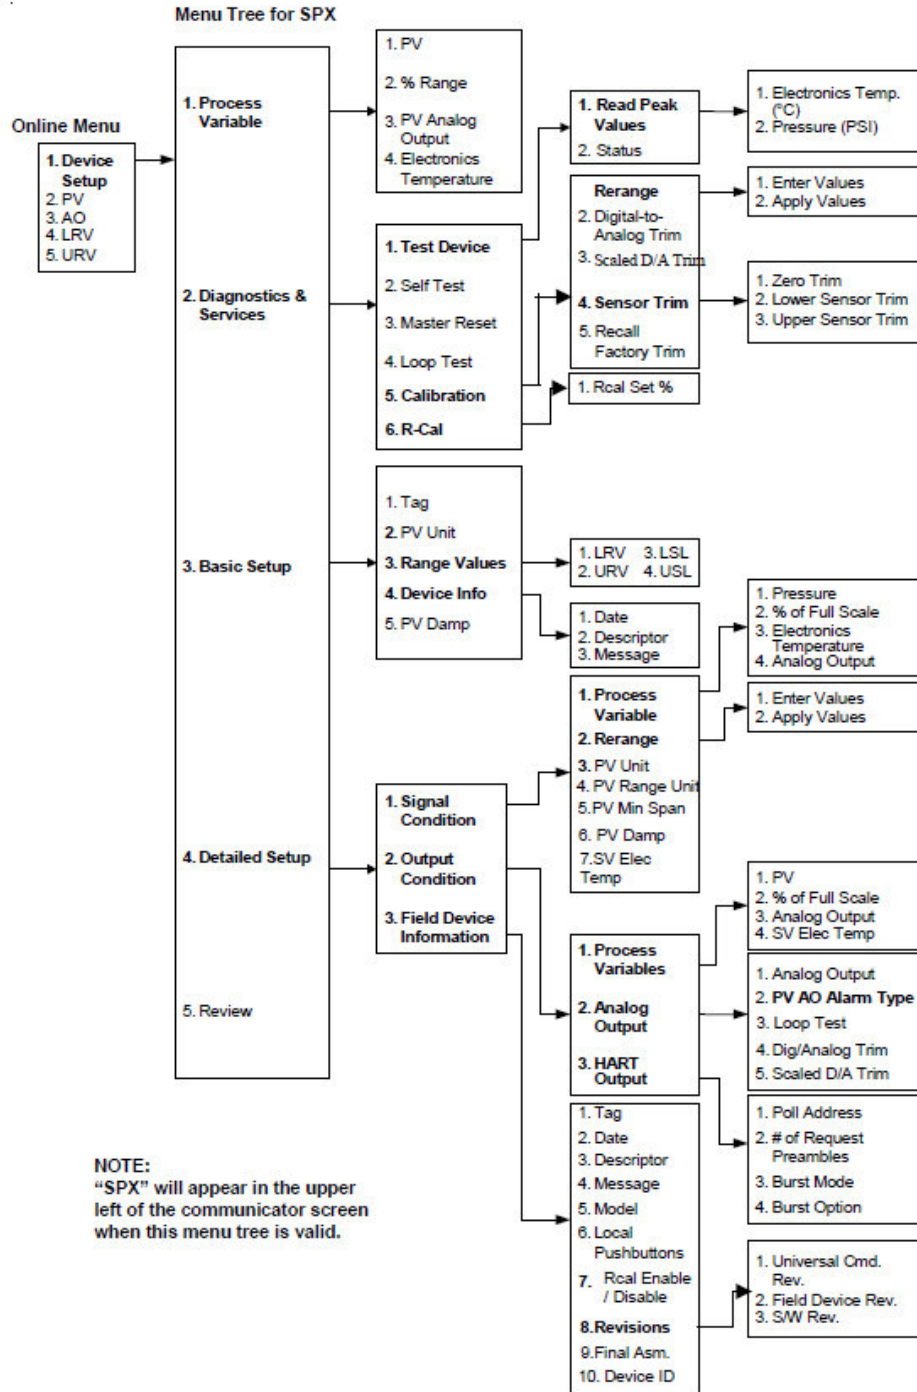 Menu Tree for SPX
Online Menu
1. Device
Setup
2. PV
3. AO
4. LRV
5. URV
1. Process
Variable
2. Diagnostics &
Services
3. Basic Setup
4. Detailed Setup
5. Review
1. PV
2. % Range
3. PV Analog
Output
4. Electronics
Temperature
1. Test Device
2. Self Test
3. Master Reset
4. Loop Test
5. Calibration
6. R-Cal
1. Read Peak
Values
2. Status
1. Electronics Temp.
(°C)
2. Pressure (PSI)
Rerange
2. Digital-to-
Analog Trim
3. Scaled D/A Trim
4. Sensor Trim
5. Recall
Factory Trim
1. Enter Values
2. Apply Values
1. Zero Trim
2. Lower Sensor Trim
3. Upper Sensor Trim
1. Rcal Set %
1. Tag
2. PV Unit
3. Range Values
4. Device Info
5. PV Damp
1. LRV 3. LSL
2. URV 4. USL
1. Date
2. Descriptor
3. Message
1. Signal
Condition
2. Output
Condition
3. Field Device
Information
1. Process
Variable
2. Rerange
3. PV Unit
4. PV Range Unit
5.PV Min Span
6. PV Damp
7.SV Elec
Temp
1. Pressure
2. % of Full Scale
3. Electronics
Temperature
4. Analog Output
1. Enter Values
2. Apply Values
1. Process
Variables
2. Analog
Output
3. HART
Output
1. PV
2. % of Full Scale
3. Analog Output
4. SV Elec Temp
1. Analog Output
2. PV AO Alarm Type
3. Loop Test
4. Dig/Analog Trim
5. Scaled D/A Trim
1. Poll Address
2. # of Request
Preambles
3. Burst Mode
4. Burst Option
1. Tag
2. Date
3. Descriptor
4. Message
5. Model
6. Local
Pushbuttons
7. Rcal Enable
/ Disable
8.Revisions
9.Final Asm.
10. Device ID
1. Universal Cmd.
Rev.
2. Field Device Rev.
3. S/W Rev.
NOTE:
“SPX” will appear in the upper
left of the communicator screen
when this menu tree is valid.